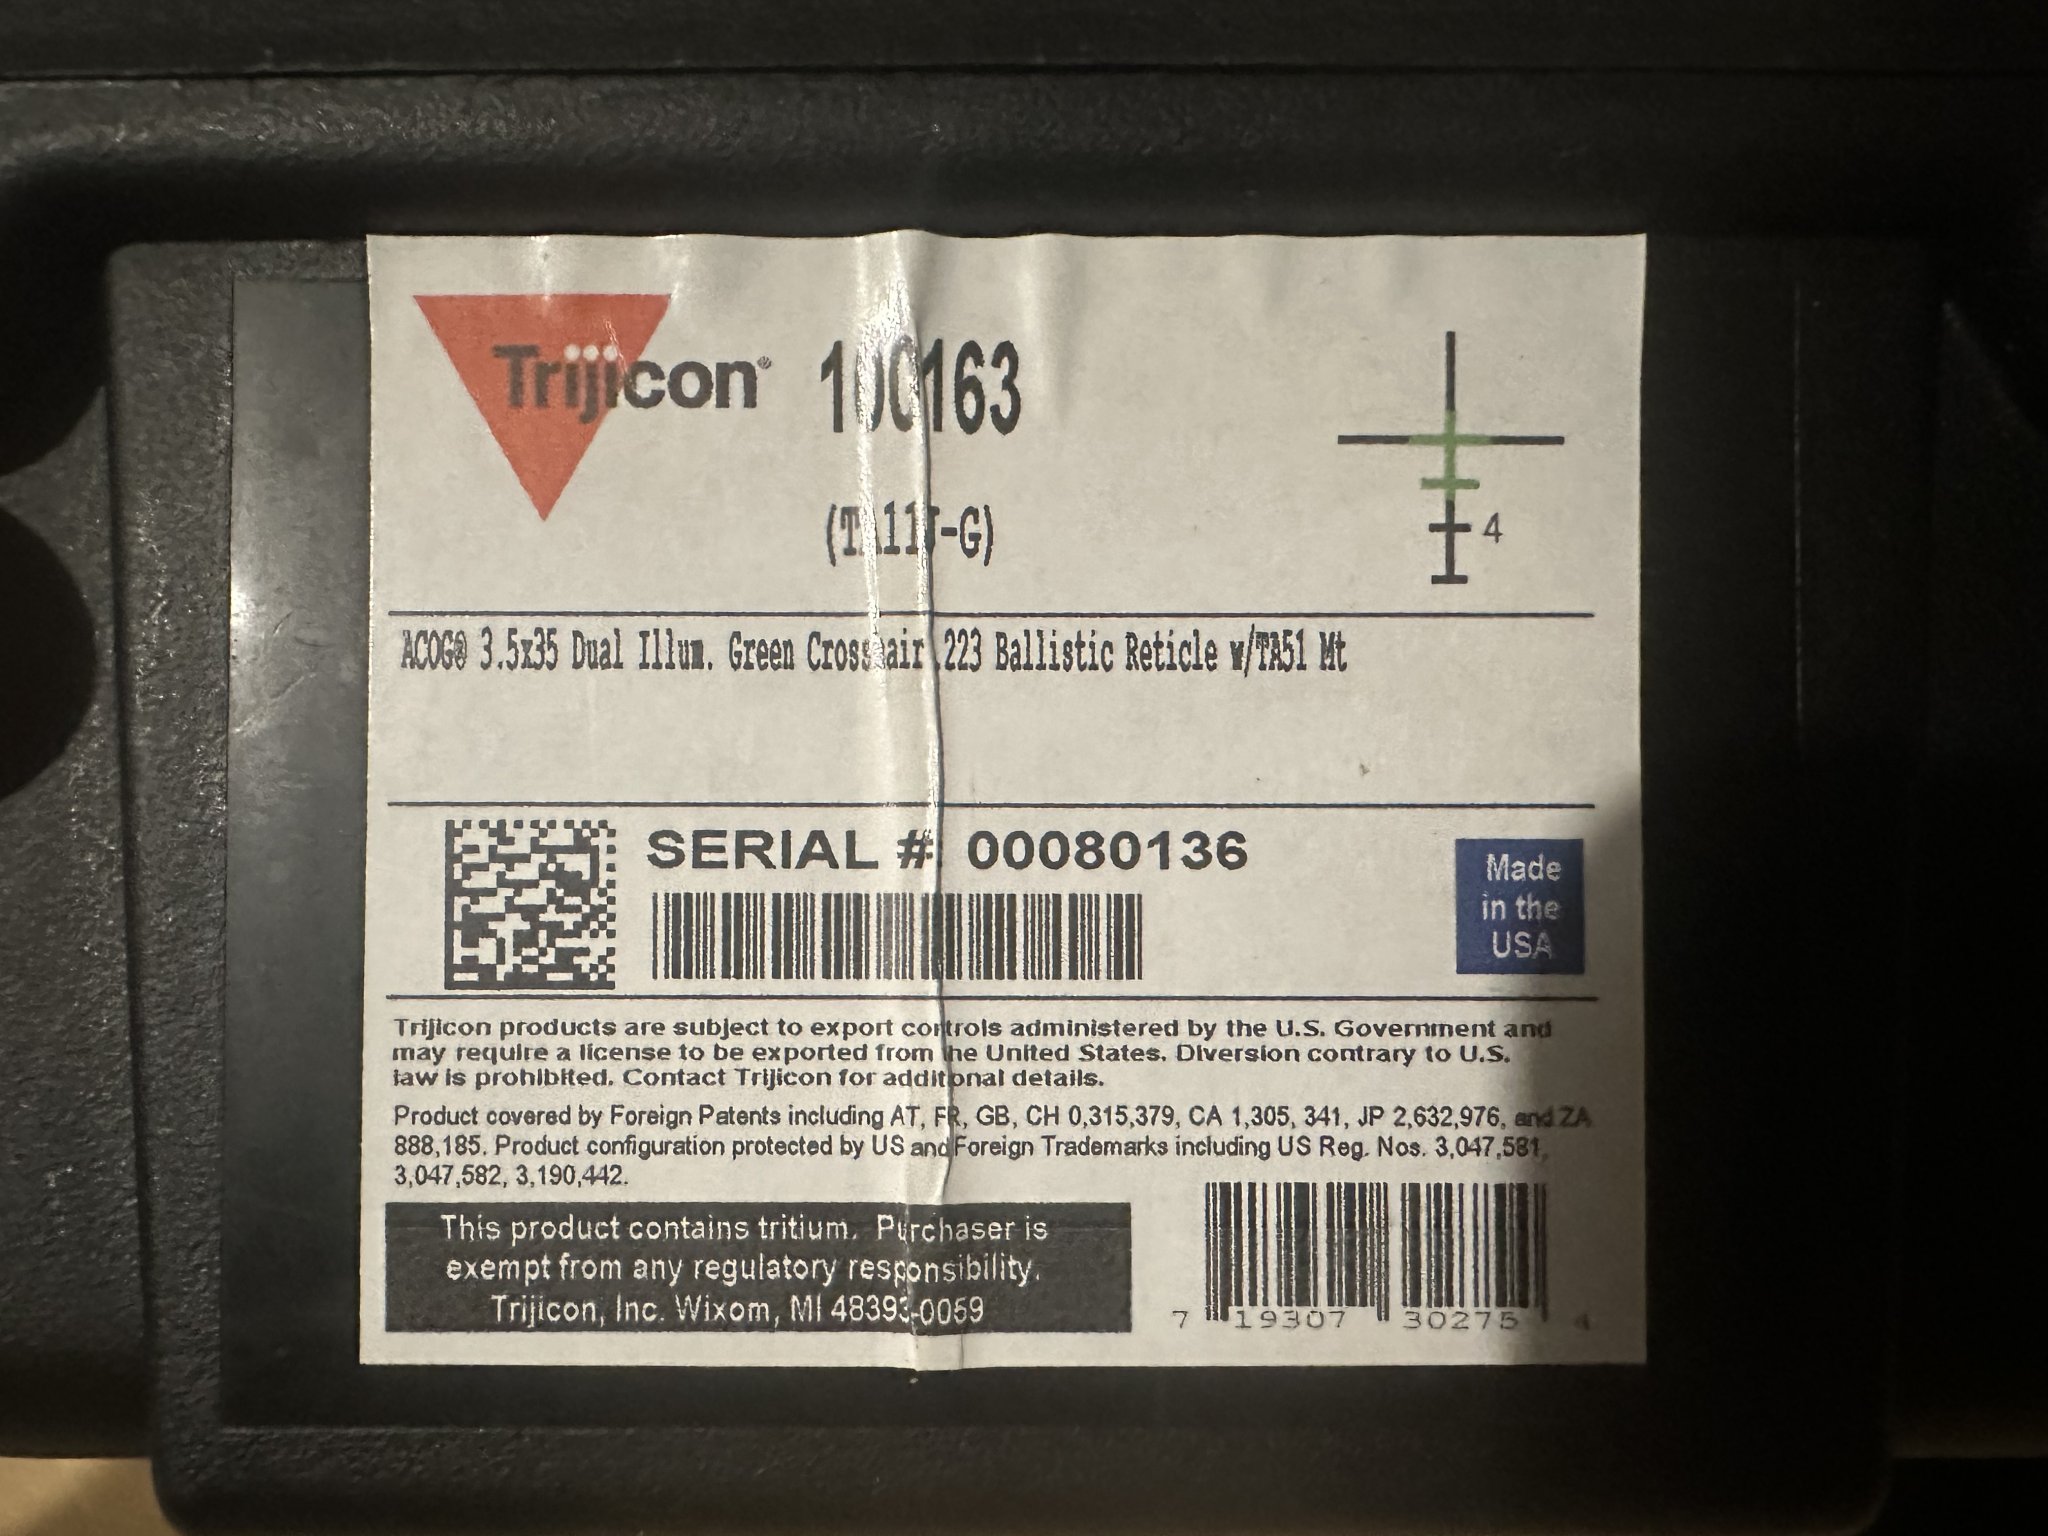 Trijicon® 100163
(TA11J-G)
4
ACOG® 3.5x35 Dual Illum. Green Crosshair .223 Ballistic Reticle w/TA51 Mt
SERIAL #: 00080136
Made
in the
USA
Trijicon products are subject to export controls administered by the U.S. Government and
may require a license to be exported from the United States. Diversion contrary to U.S.
law is prohibited. Contact Trijicon for additional details.
Product covered by Foreign Patents including AT, FR, GB, CH 0,315,379, CA 1,305, 341, JP 2,632,976, and ZA
888,185. Product configuration protected by US and Foreign Trademarks including US Reg. Nos. 3,047,581,
3,047,582, 3,190,442.
This product contains tritium. Purchaser is
exempt from any regulatory responsibility.
Trijicon, Inc. Wixom, MI 48393-0059
7 19307 30275 4